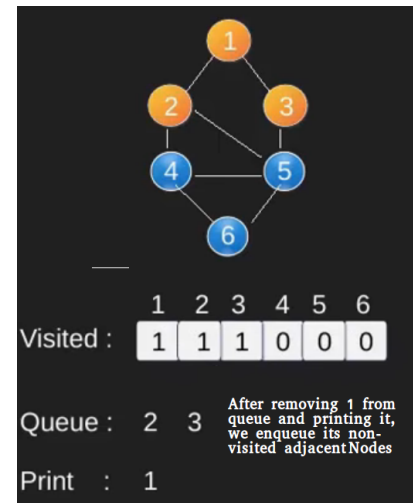 1
2 3
4 5
6
1 2 3 4 5 6
Visited : 1 1 1 0 0 0
Queue : 2 3
After removing 1 from
queue and printing it,
we enqueue its non-
visited adjacent Nodes
Print : 1